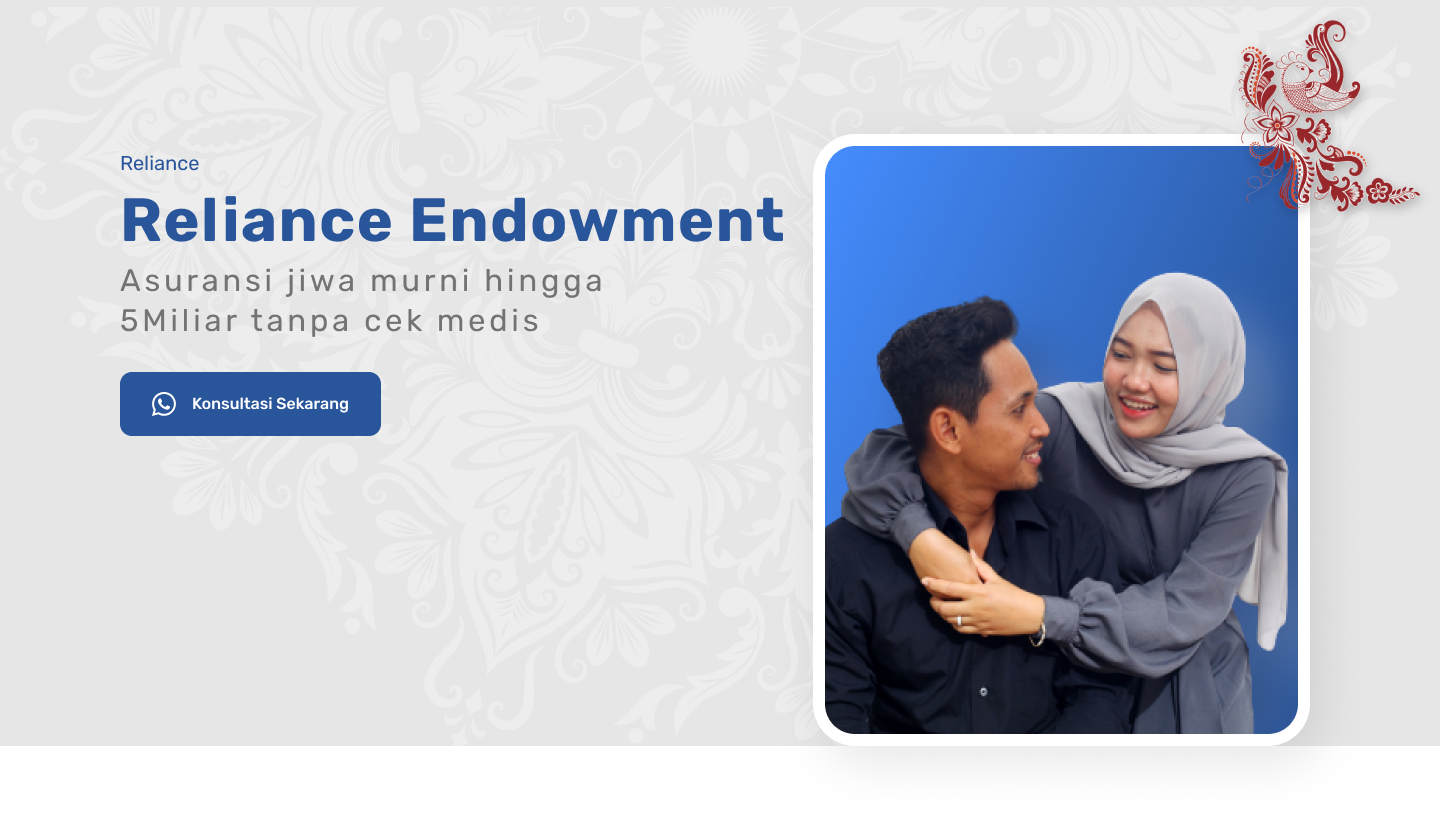 Reliance
Reliance Endowment
Asuransi jiwa murni hingga
5Miliar tanpa cek medis
Konsultasi Sekarang